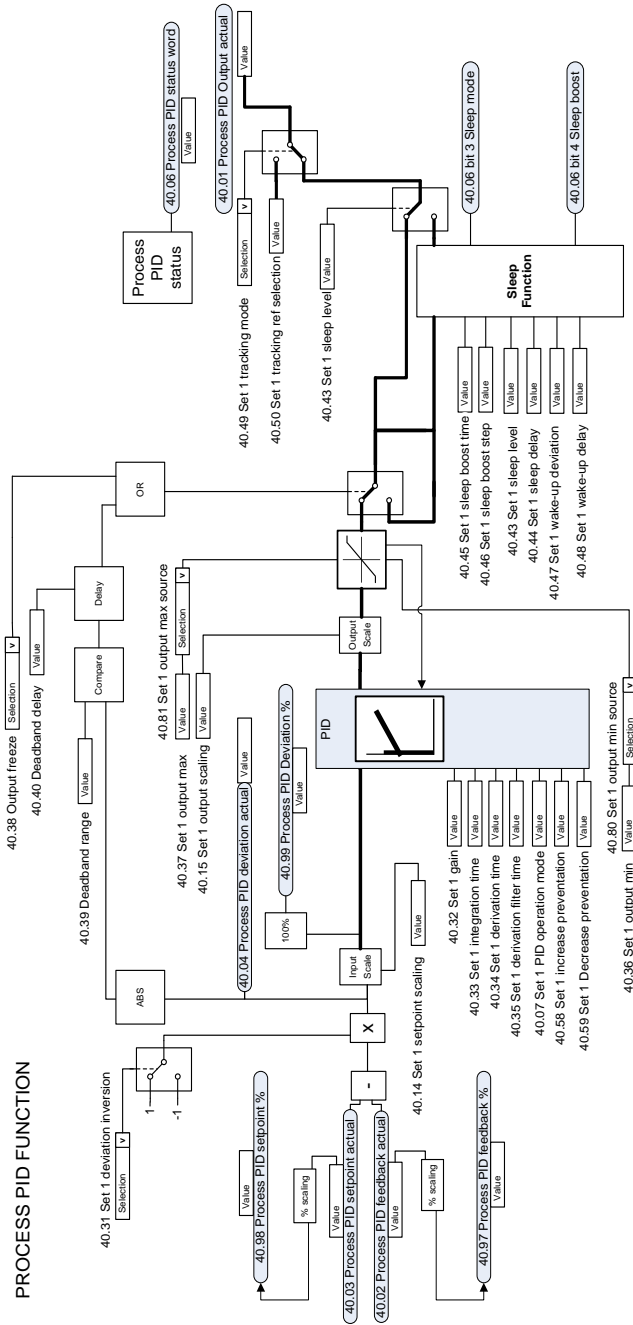 PROCESS PID FUNCTION
40.31 Set 1 deviation inversion
Selection v
1
-1
ABS
X
-
40.98 Process PID setpoint %
Value
% scaling
40.03 Process PID setpoint actual
Value
40.02 Process PID feedback actual
Value
% scaling
40.97 Process PID feedback %
Value
40.14 Set 1 setpoint scaling
Value
Input
Scale
100%
40.04 Process PID deviation actual
Value
40.99 Process PID Deviation %
Value
40.38 Output freeze
Selection v
40.40 Deadband delay
Value
40.39 Deadband range
Value
Compare
Delay
OR
40.81 Set 1 output max source
40.37 Set 1 output max
Value
Selection v
40.15 Set 1 output scaling
Value
PID
Output
Scale
40.32 Set 1 gain
Value
40.33 Set 1 integration time
Value
40.34 Set 1 derivation time
Value
40.35 Set 1 derivation filter time
Value
40.07 Set 1 PID operation mode
Value
40.58 Set 1 increase preventation
Value
40.59 Set 1 Decrease preventation
Value
40.80 Set 1 output min source
40.36 Set 1 output min
Value
Selection v
Process
PID
status
40.06 Process PID status word
Value
40.01 Process PID Output actual
Value
40.49 Set 1 tracking mode
Selection v
40.50 Set 1 tracking ref selection
Value
40.43 Set 1 sleep level
Value
Sleep
Function
40.45 Set 1 sleep boost time
Value
40.46 Set 1 sleep boost step
Value
40.43 Set 1 sleep level
Value
40.44 Set 1 sleep delay
Value
40.47 Set 1 wake-up deviation
Value
40.48 Set 1 wake-up delay
Value
40.06 bit 3 Sleep mode
40.06 bit 4 Sleep boost